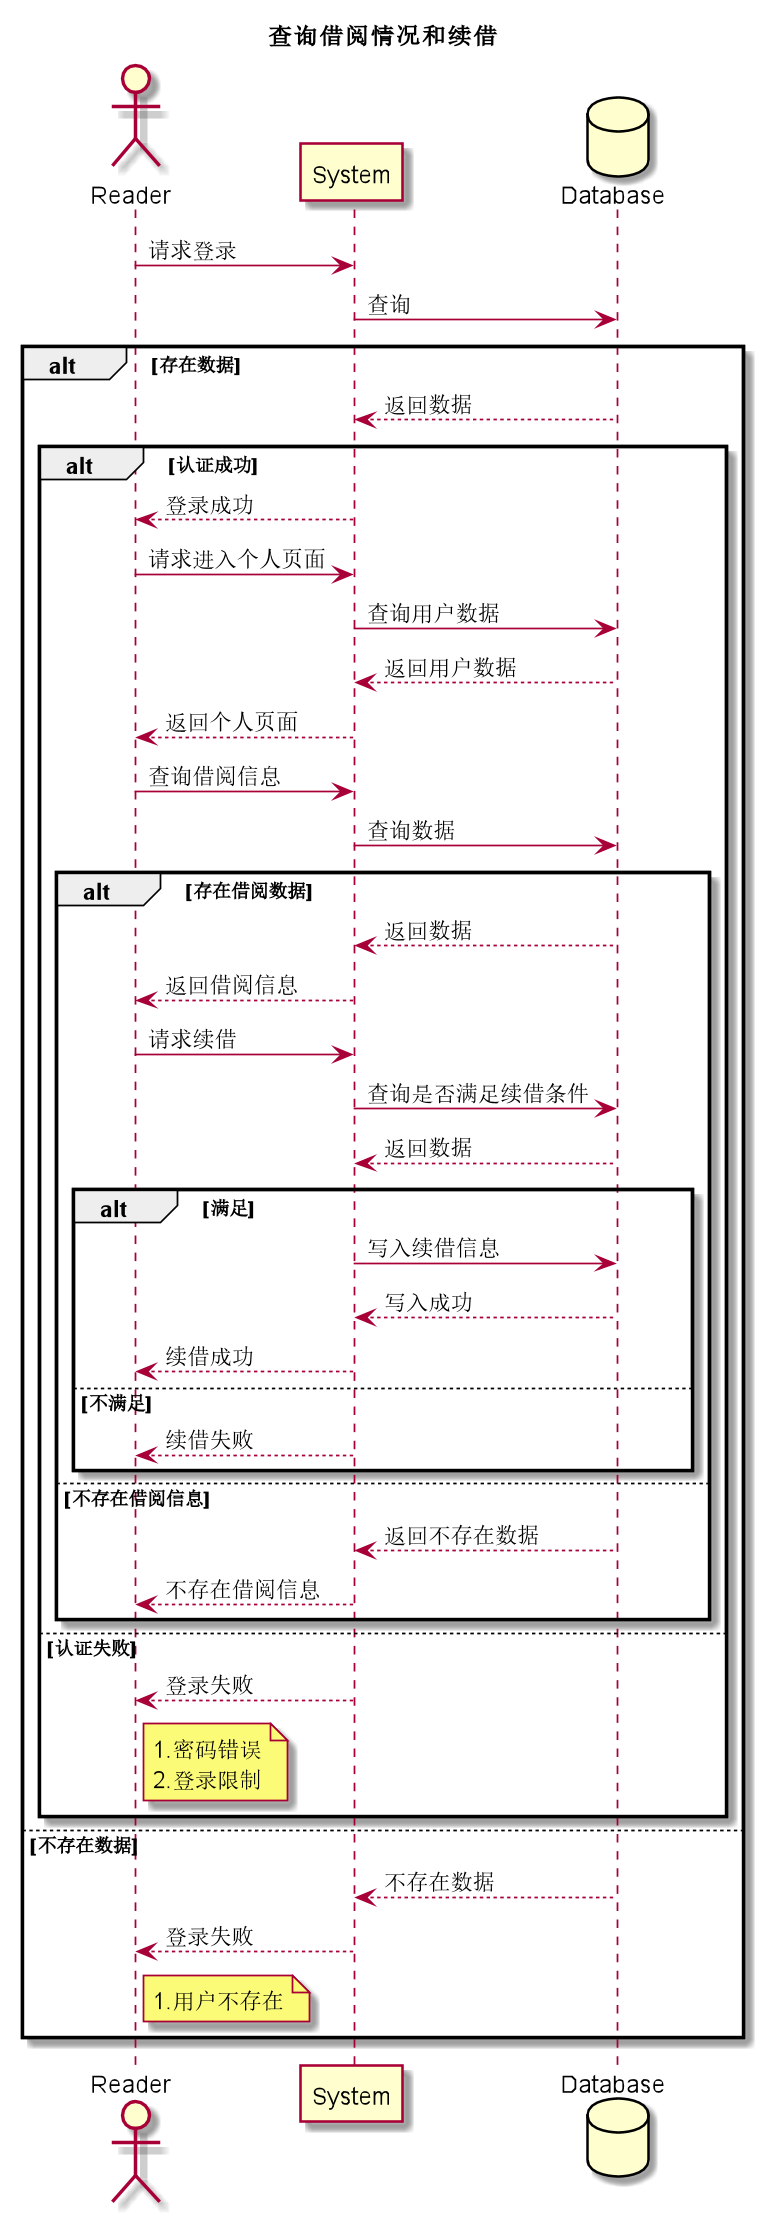 查询借阅情况和续借
Reader
System
Database
请求登录
查询
alt [存在数据]
返回数据
alt [认证成功]
登录成功
请求进入个人页面
查询用户数据
返回用户数据
返回个人页面
查询借阅信息
查询数据
alt [存在借阅数据]
返回数据
返回借阅信息
请求续借
查询是否满足续借条件
返回数据
alt [满足]
写入续借信息
写入成功
续借成功
[不满足]
续借失败
[不存在借阅信息]
返回不存在数据
不存在借阅信息
[认证失败]
登录失败
1.密码错误
2.登录限制
[不存在数据]
不存在数据
登录失败
1.用户不存在
Reader
System
Database